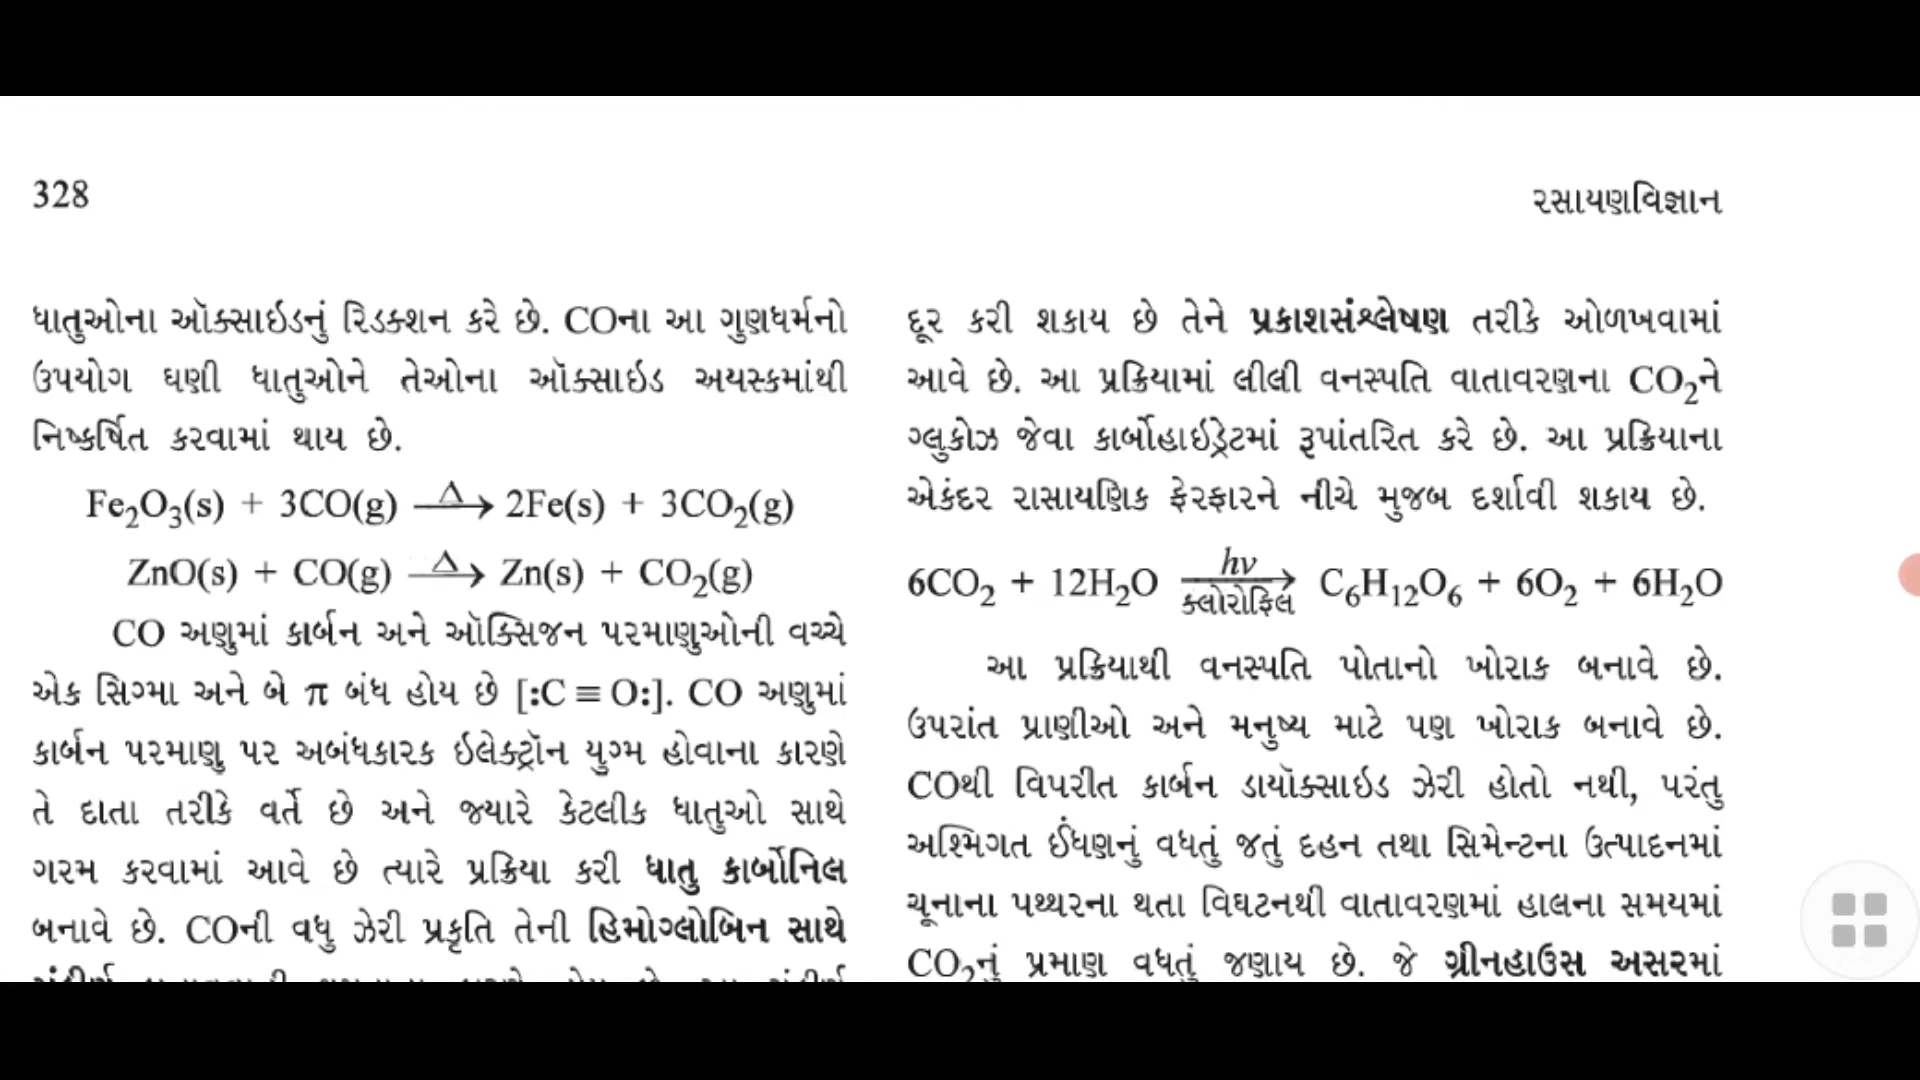 328
રસાયણવિજ્ઞાન
ધાતુઓના ઑક્સાઇડનું રિડક્શન કરે છે. COના આ ગુણધર્મનો
ઉપયોગ ઘણી ધાતુઓને તેઓના ઑક્સાઇડ અયસ્કમાંથી
નિષ્કર્ષિત કરવામાં થાય છે.
Fe₂O₃(s) + 3CO(g) —Δ→ 2Fe(s) + 3CO₂(g)
ZnO(s) + CO(g) —Δ→ Zn(s) + CO₂(g)
CO અણુમાં કાર્બન અને ઑક્સિજન પરમાણુઓની વચ્ચે
એક સિગ્મા અને બે π બંધ હોય છે [:C ≡ O:]. CO અણુમાં
કાર્બન પરમાણુ પર અબંધકારક ઇલેક્ટ્રૉન યુગ્મ હોવાના કારણે
તે દાતા તરીકે વર્તે છે અને જ્યારે કેટલીક ધાતુઓ સાથે
ગરમ કરવામાં આવે છે ત્યારે પ્રક્રિયા કરી ધાતુ કાર્બોનિલ
બનાવે છે. COની વધુ ઝેરી પ્રકૃતિ તેની હિમોગ્લોબિન સાથે
દૂર કરી શકાય છે તેને પ્રકાશસંશ્લેષણ તરીકે ઓળખવામાં
આવે છે. આ પ્રક્રિયામાં લીલી વનસ્પતિ વાતાવરણના CO₂ને
ગ્લુકોઝ જેવા કાર્બોહાઇડ્રેટમાં રૂપાંતરિત કરે છે. આ પ્રક્રિયાના
એકંદર રાસાયણિક ફેરફારને નીચે મુજબ દર્શાવી શકાય છે.
6CO₂ + 12H₂O —hν→ C₆H₁₂O₆ + 6O₂ + 6H₂O
ક્લોરોફિલ
આ પ્રક્રિયાથી વનસ્પતિ પોતાનો ખોરાક બનાવે છે.
ઉપરાંત પ્રાણીઓ અને મનુષ્ય માટે પણ ખોરાક બનાવે છે.
COથી વિપરીત કાર્બન ડાયૉક્સાઇડ ઝેરી હોતો નથી, પરંતુ
અશ્મિગત ઈંધણનું વધતું જતું દહન તથા સિમેન્ટના ઉત્પાદનમાં
ચૂનાના પથ્થરના થતા વિઘટનથી વાતાવરણમાં હાલના સમયમાં
CO₂નું પ્રમાણ વધતું જણાય છે. જે ગ્રીનહાઉસ અસરમાં